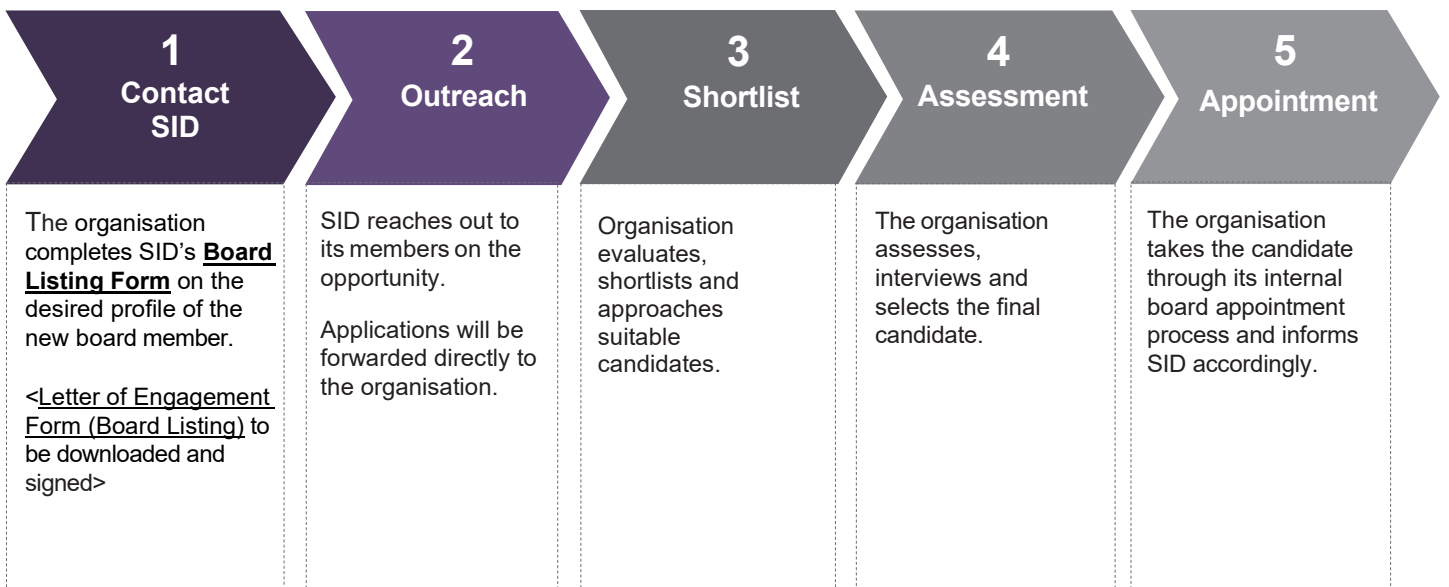 1
Contact
SID
2
Outreach
3
Shortlist
4
Assessment
5
Appointment
The organisation
completes SID’s Board
Listing Form on the
desired profile of the
new board member.
<Letter of Engagement
Form (Board Listing) to
be downloaded and
signed>
SID reaches out to
its members on the
opportunity.
Applications will be
forwarded directly to
the organisation.
Organisation
evaluates,
shortlists and
approaches
suitable
candidates.
The organisation
assesses,
interviews and
selects the final
candidate.
The organisation
takes the candidate
through its internal
board appointment
process and informs
SID accordingly.